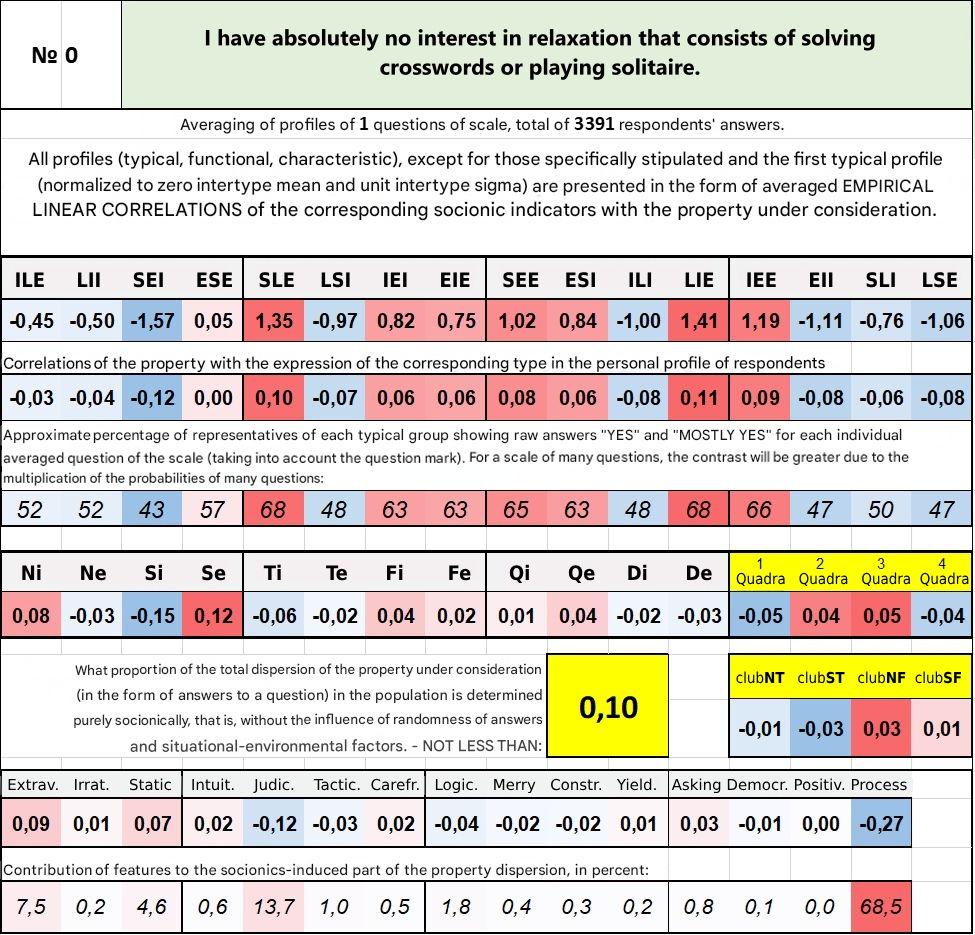 № 0
I have absolutely no interest in relaxation that consists of solving
crosswords or playing solitaire.
Averaging of profiles of 1 questions of scale, total of 3391 respondents' answers.
All profiles (typical, functional, characteristic), except for those specifically stipulated and the first typical profile
(normalized to zero intertype mean and unit intertype sigma) are presented in the form of averaged EMPIRICAL
LINEAR CORRELATIONS of the corresponding socionic indicators with the property under consideration.
ILE LII SEI ESE SLE LSI IEI EIE SEE ESI ILI LIE IEE EII SLI LSE
-0,45 -0,50 -1,57 0,05 1,35 -0,97 0,82 0,75 1,02 0,84 -1,00 1,41 1,19 -1,11 -0,76 -1,06
Correlations of the property with the expression of the corresponding type in the personal profile of respondents
-0,03 -0,04 -0,12 0,00 0,10 -0,07 0,06 0,06 0,08 0,06 -0,08 0,11 0,09 -0,08 -0,06 -0,08
Approximate percentage of representatives of each typical group showing raw answers "YES" and "MOSTLY YES" for each individual
averaged question of the scale (taking into account the question mark). For a scale of many questions, the contrast will be greater due to the
multiplication of the probabilities of many questions:
52 52 43 57 68 48 63 63 65 63 48 68 66 47 50 47
Ni Ne Si Se Ti Te Fi Fe Qi Qe Di De 1 Quadra 2 Quadra 3 Quadra 4 Quadra
0,08 -0,03 -0,15 0,12 -0,06 -0,02 0,04 0,02 0,01 0,04 -0,02 -0,03 -0,05 0,04 0,05 -0,04
What proportion of the total dispersion of the property under consideration
(in the form of answers to a question) in the population is determined
purely socionically, that is, without the influence of randomness of answers
and situational-environmental factors. - NOT LESS THAN:
0,10
clubNT clubST clubNF clubSF
-0,01 -0,03 0,03 0,01
Extrav. Irrat. Static Intuit. Judic. Tactic. Carefr. Logic. Merry Constr. Yield. Asking Democr. Positiv. Process
0,09 0,01 0,07 0,02 -0,12 -0,03 0,02 -0,04 -0,02 -0,02 0,01 0,03 -0,01 0,00 -0,27
Contribution of features to the socionics-induced part of the property dispersion, in percent:
7,5 0,2 4,6 0,6 13,7 1,0 0,5 1,8 0,4 0,3 0,2 0,8 0,1 0,0 68,5